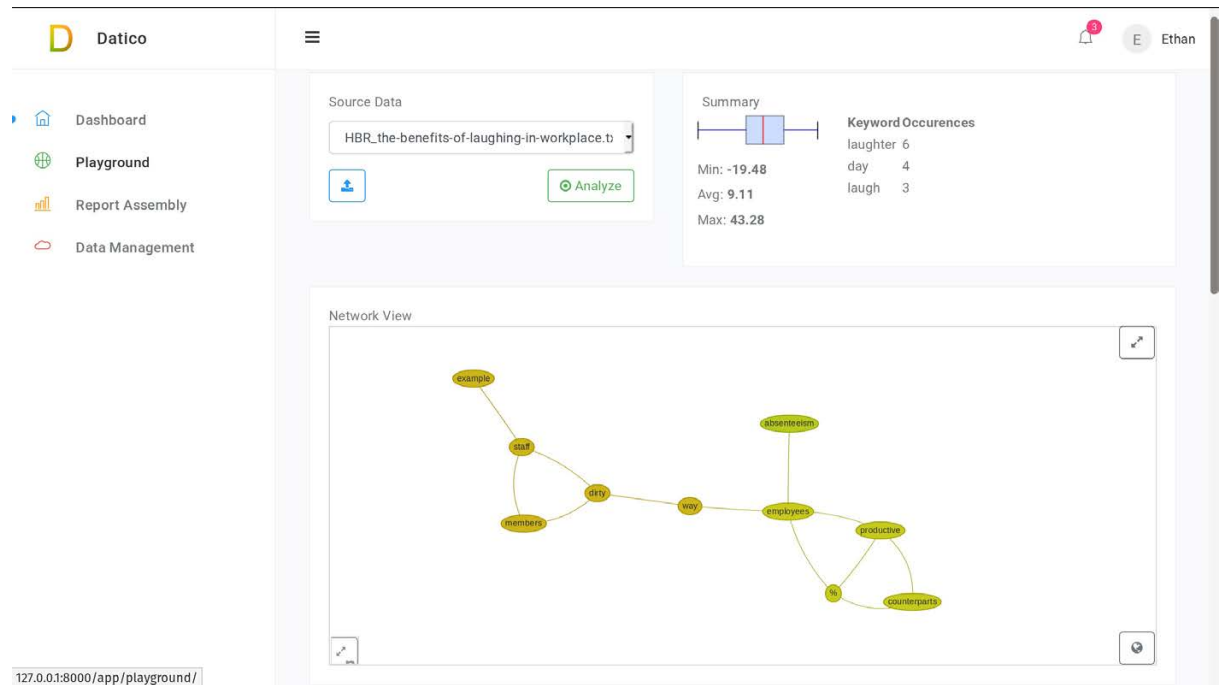 D Datico
3
E Ethan
Dashboard
Playground
Report Assembly
Data Management
Source Data
HBR_the-benefits-of-laughing-in-workplace.t
Analyze
Summary
Min: -19.48
Avg: 9.11
Max: 43.28
Keyword Occurences
laughter 6
day 4
laugh 3
Network View
example
absenteeism
staff
dirty
way
employees
members
productive
%
counterparts
127.0.0.1:8000/app/playground/